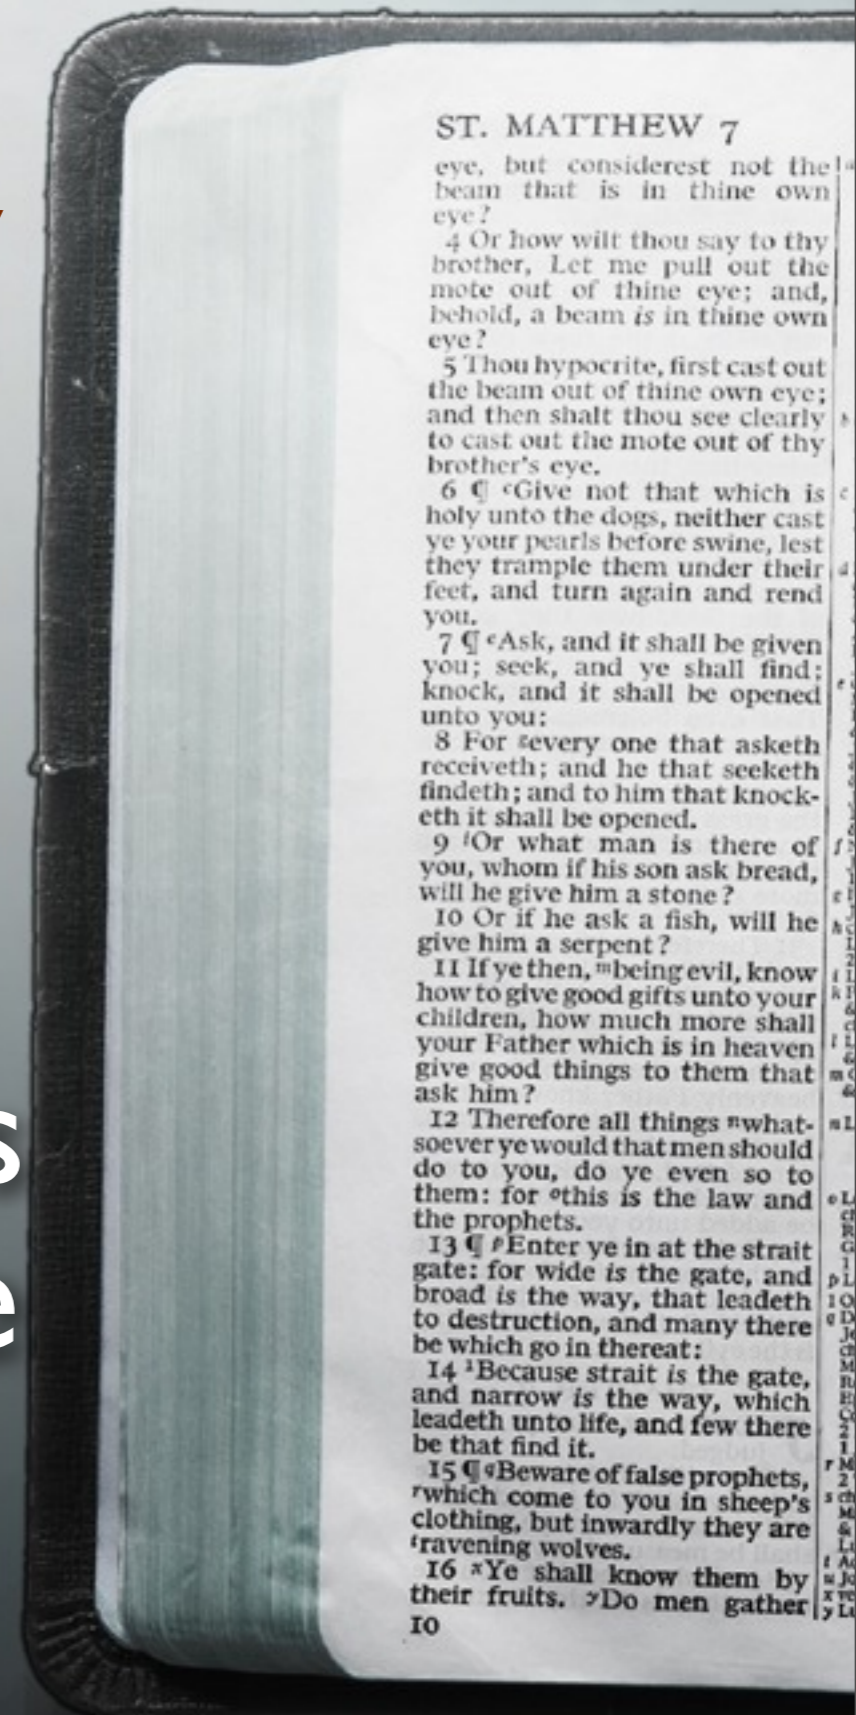 ST. MATTHEW 7
eye, but considerest not the
beam that is in thine own
eye?
4 Or how wilt thou say to thy
brother, Let me pull out the
mote out of thine eye; and,
behold, a beam is in thine own
eye?
5 Thou hypocrite, first cast out
the beam out of thine own eye;
and then shalt thou see clearly
to cast out the mote out of thy
brother's eye.
6 ¶ cGive not that which is
holy unto the dogs, neither cast
ye your pearls before swine, lest
they trample them under their
feet, and turn again and rend
you.
7 ¶ eAsk, and it shall be given
you; seek, and ye shall find;
knock, and it shall be opened
unto you:
8 For gevery one that asketh
receiveth; and he that seeketh
findeth; and to him that knock-
eth it shall be opened.
9 iOr what man is there of
you, whom if his son ask bread,
will he give him a stone?
10 Or if he ask a fish, will he
give him a serpent?
11 If ye then, mbeing evil, know
how to give good gifts unto your
children, how much more shall
your Father which is in heaven
give good things to them that
ask him?
12 Therefore all things nwhat-
soever ye would that men should
do to you, do ye even so to
them: for othis is the law and
the prophets.
13 ¶ pEnter ye in at the strait
gate: for wide is the gate, and
broad is the way, that leadeth
to destruction, and many there
be which go in thereat:
14 1Because strait is the gate,
and narrow is the way, which
leadeth unto life, and few there
be that find it.
15 ¶ qBeware of false prophets,
rwhich come to you in sheep's
clothing, but inwardly they are
travening wolves.
16 xYe shall know them by
their fruits. yDo men gather
10
s
e